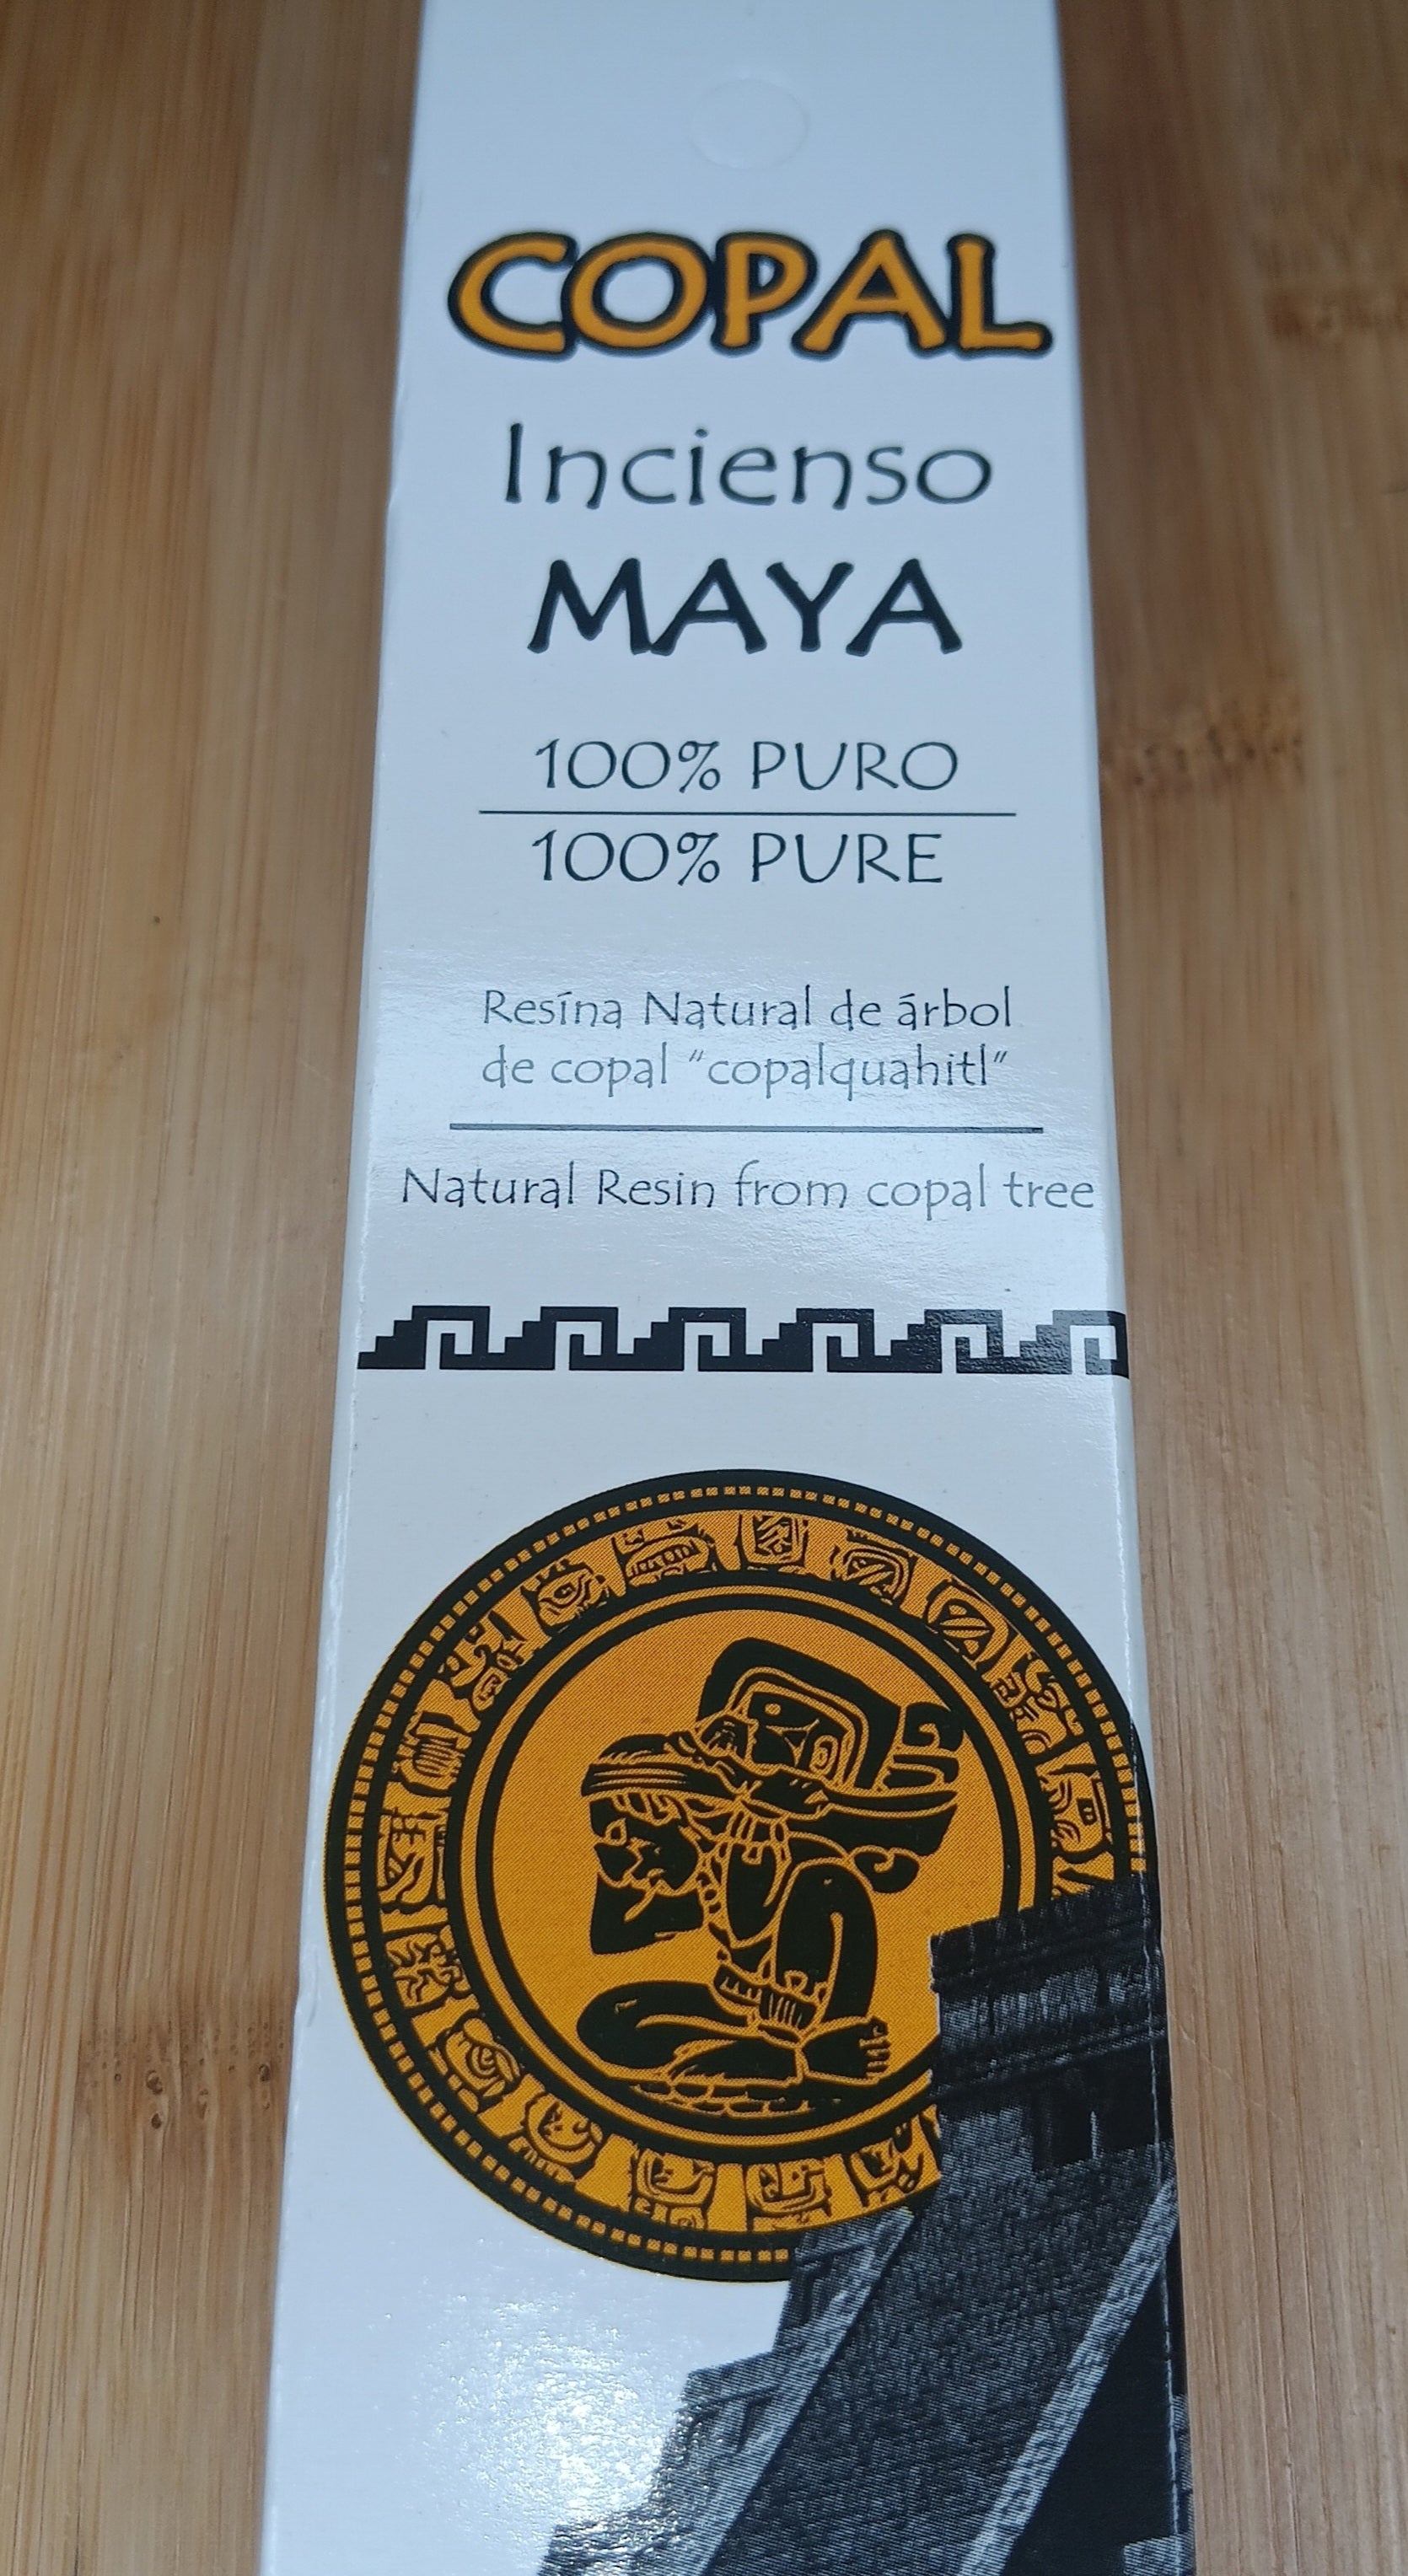 COPAL
Incienso
MAYA
100% PURO
100% PURE
Resína Natural de árbol
de copal "copalquahitl"
Natural Resin from copal tree